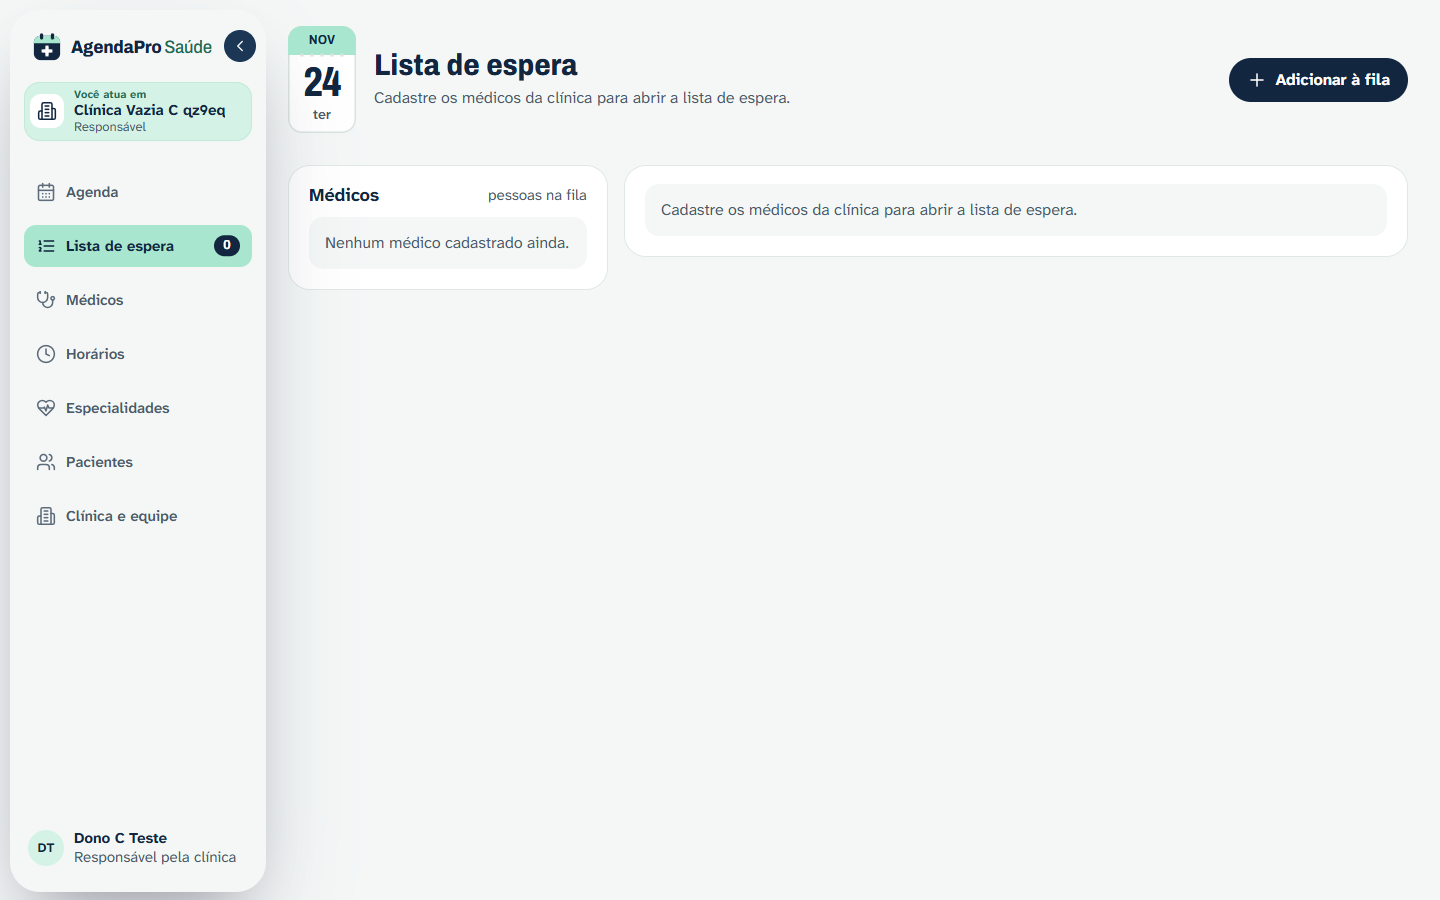 AgendaPro Saúde
Você atua em
Clínica Vazia C qz9eq
Responsável
Agenda
Lista de espera 0
Médicos
Horários
Especialidades
Pacientes
Clínica e equipe
DT
Dono C Teste
Responsável pela clínica
NOV
24
ter
Lista de espera
Cadastre os médicos da clínica para abrir a lista de espera.
Adicionar à fila
Médicos pessoas na fila
Nenhum médico cadastrado ainda.
Cadastre os médicos da clínica para abrir a lista de espera.